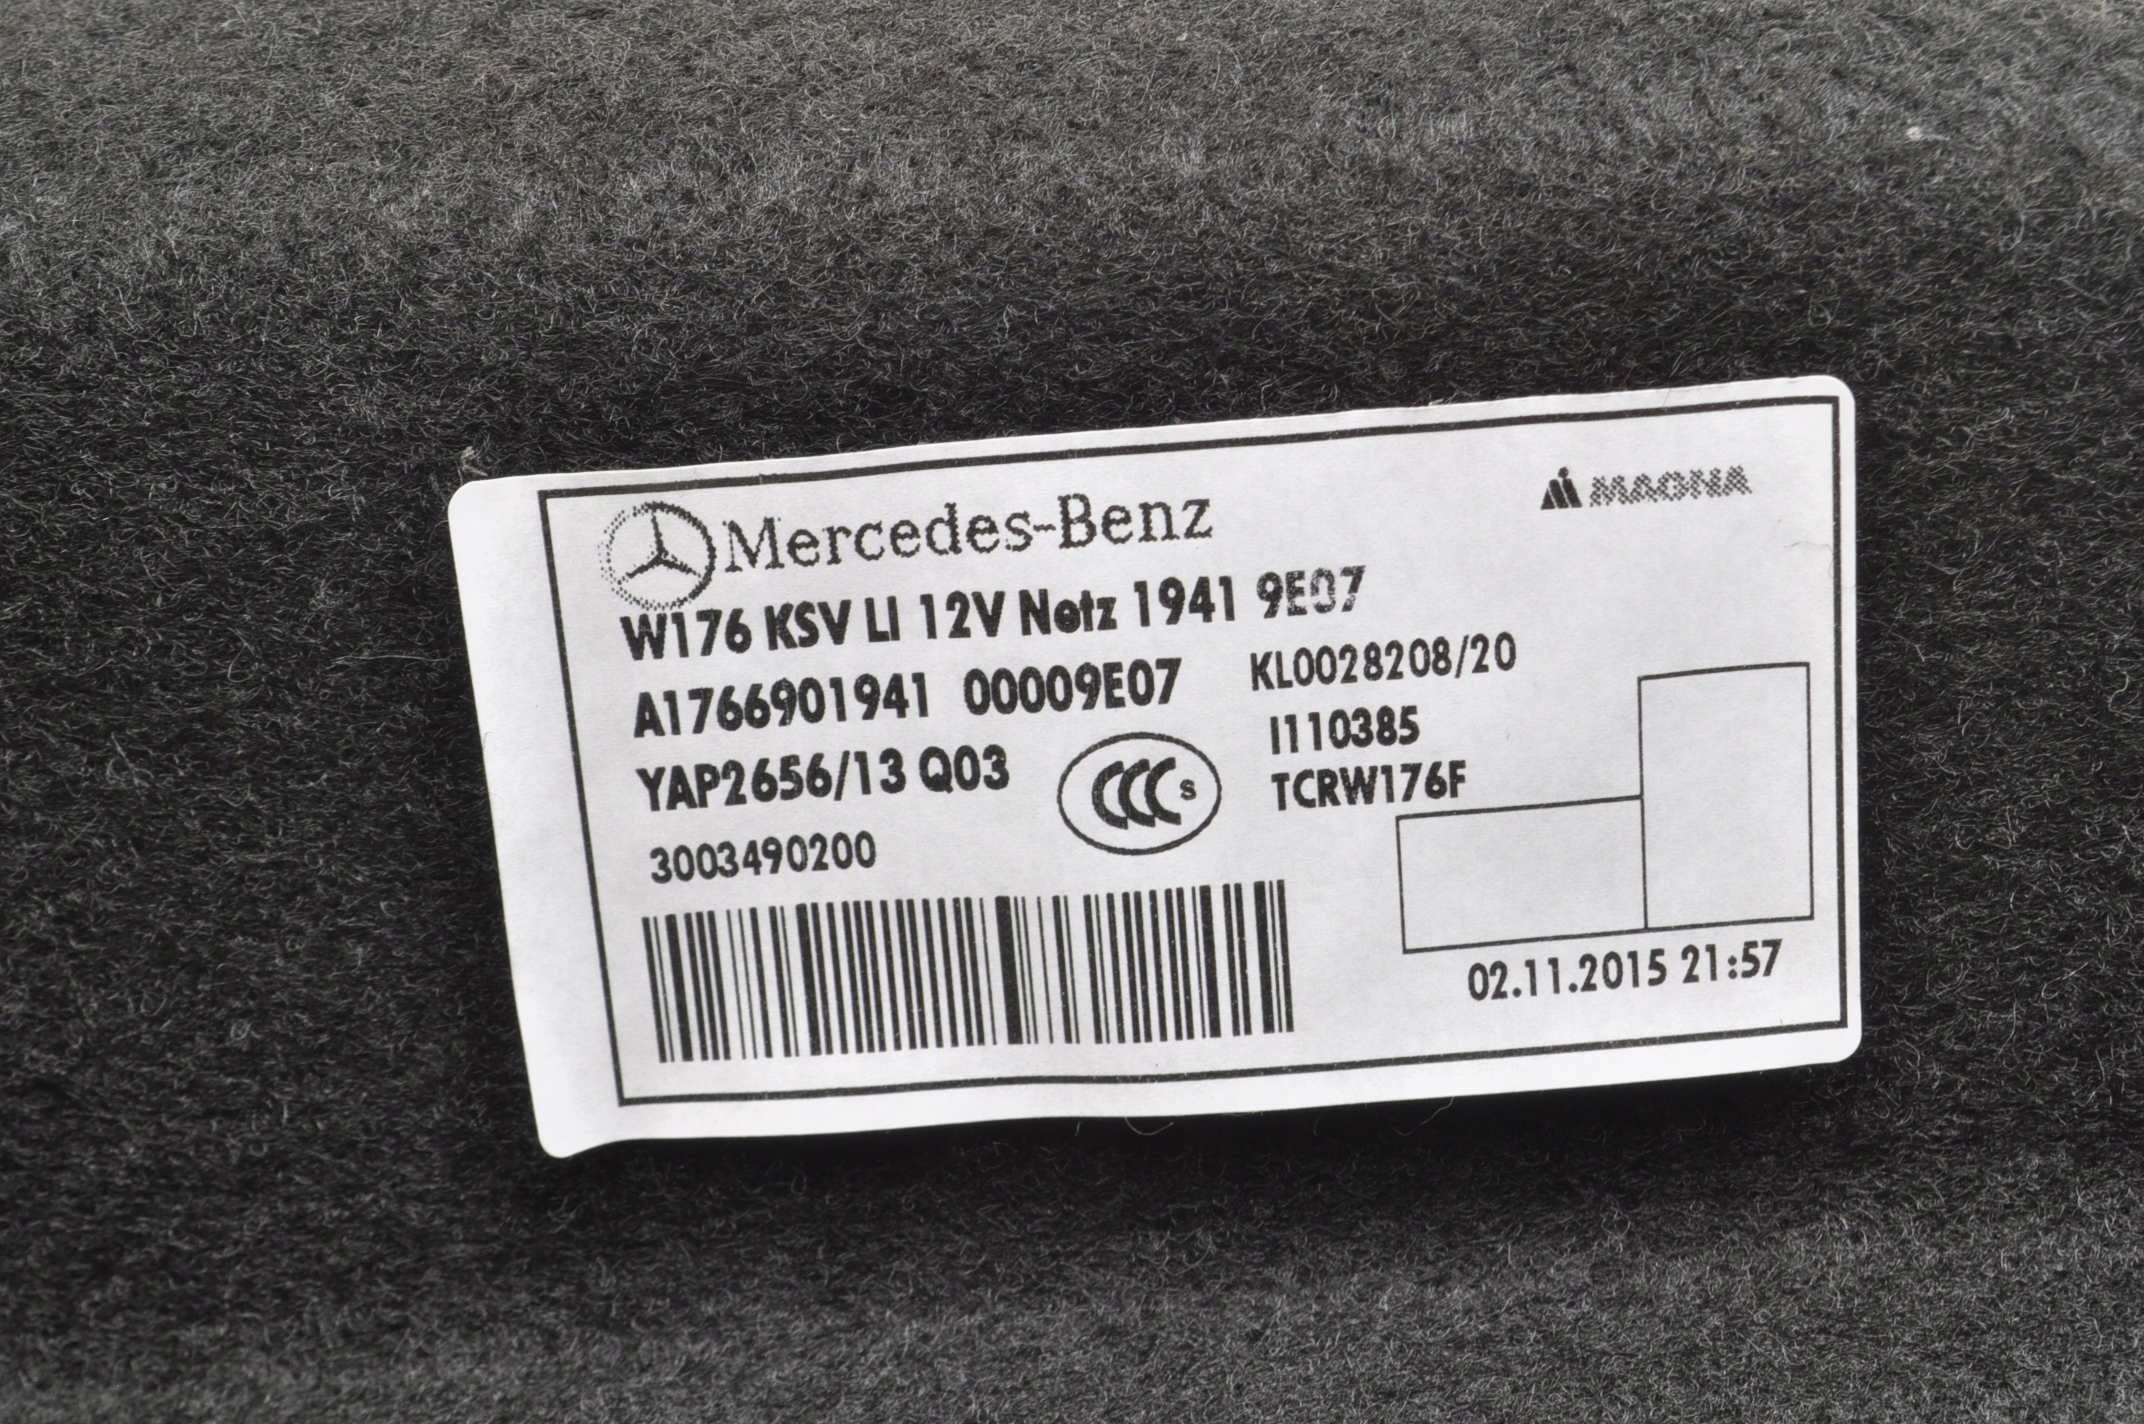 Mercedes-Benz
MAGNA
W176 KSV LI 12V Netz 1941 9E07
A1766901941 00009E07
KL0028208/20
I110385
YAP2656/13 Q03
CCC S
TCRW176F
3003490200
02.11.2015 21:57